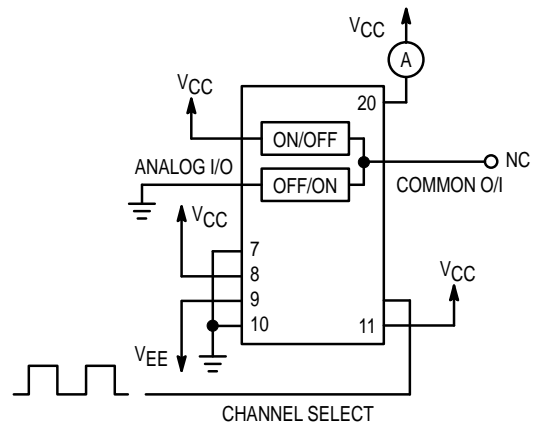 VCC
A
VCC
20
ON/OFF
ANALOG I/O
NC
OFF/ON
COMMON O/I
VCC
7
8
VCC
9
11
10
VEE
CHANNEL SELECT